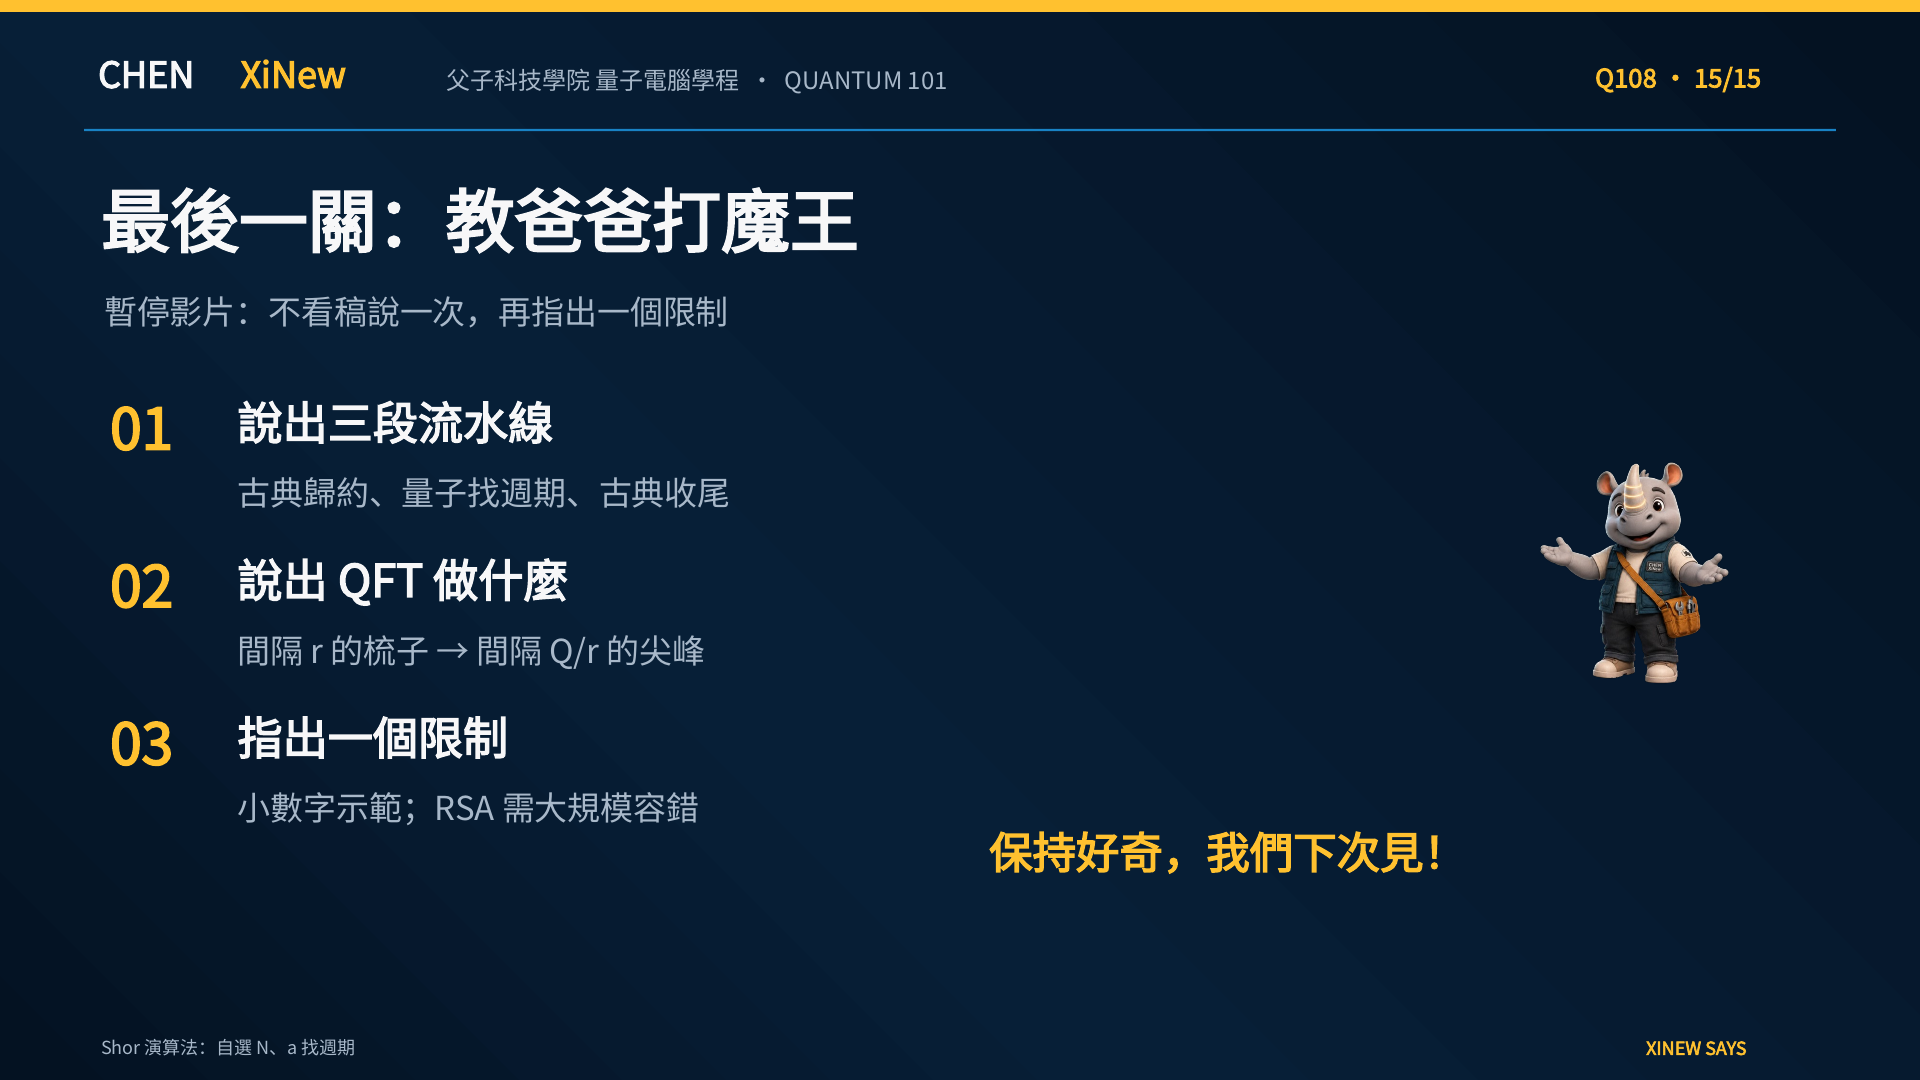 CHEN XiNew 父子科技學院 量子電腦學程 · QUANTUM 101 Q108 · 15/15
最後一關：教爸爸打魔王
暫停影片：不看稿說一次，再指出一個限制
01 說出三段流水線
古典歸約、量子找週期、古典收尾
02 說出 QFT 做什麼
間隔 r 的梳子 → 間隔 Q/r 的尖峰
03 指出一個限制
小數字示範；RSA 需大規模容錯
保持好奇，我們下次見！
Shor 演算法：自選 N、a 找週期
XINEW SAYS